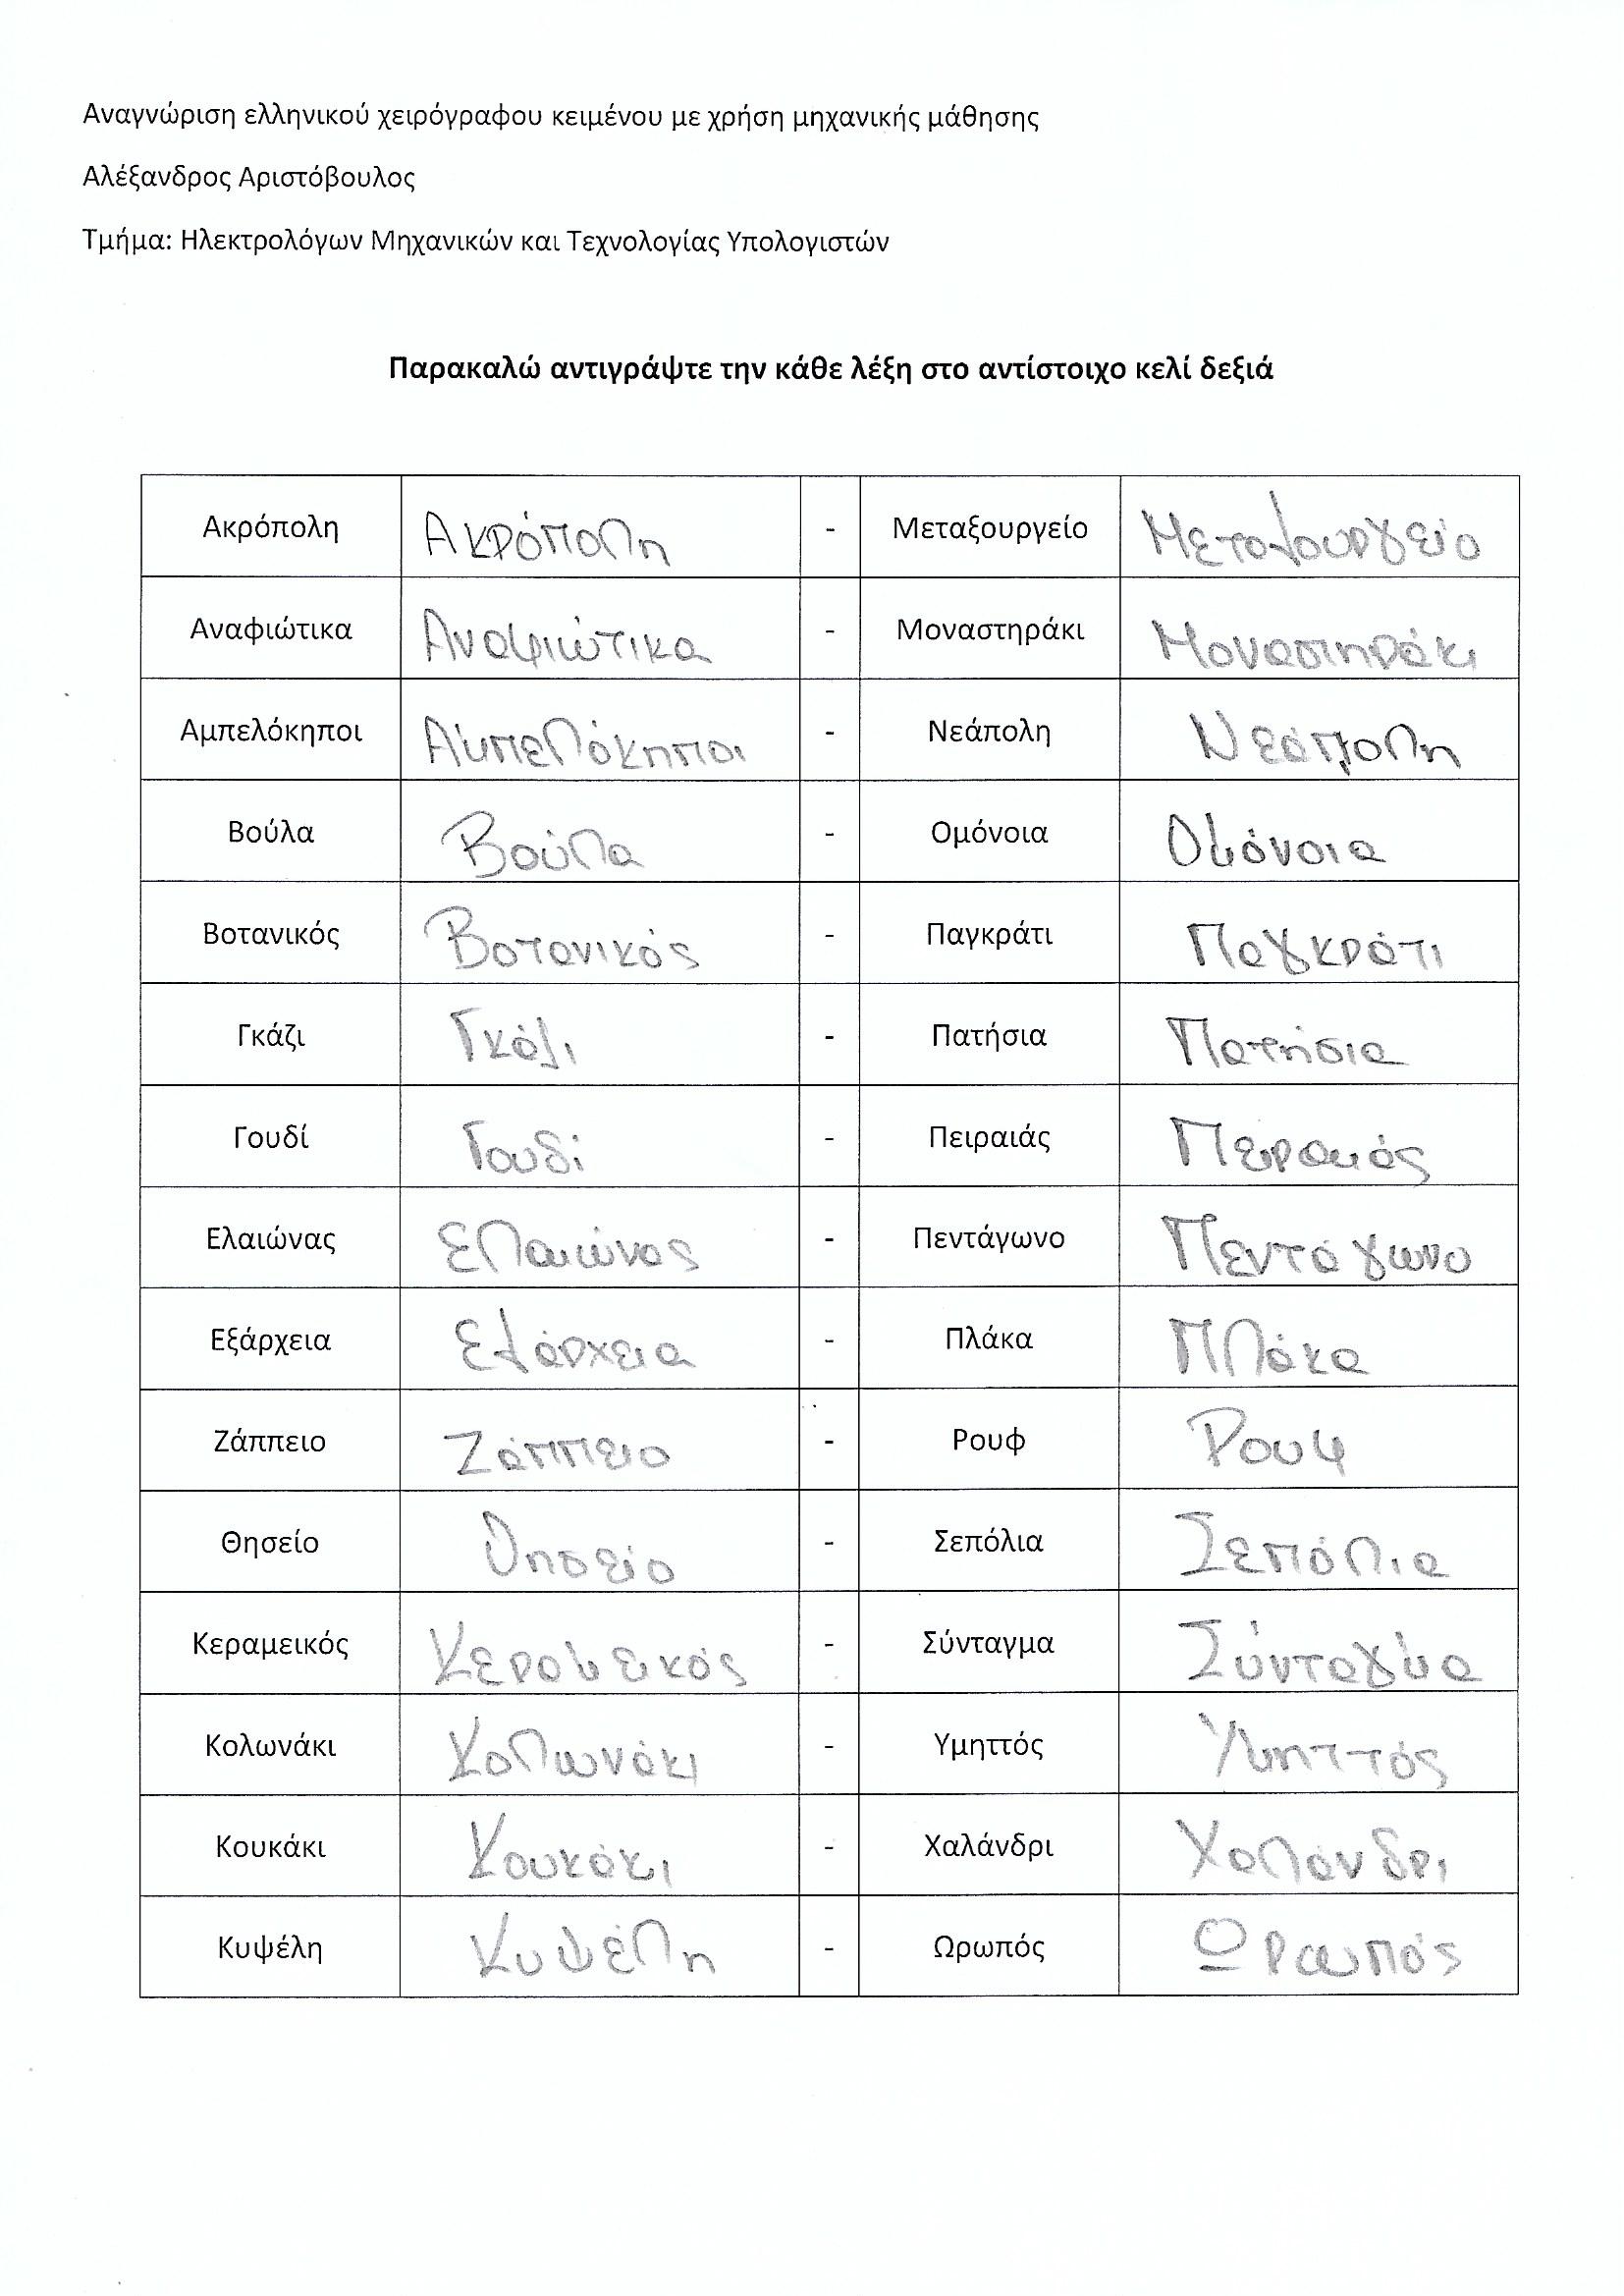 Αναγνώριση ελληνικού χειρόγραφου κειμένου με χρήση μηχανικής μάθησης
Αλέξανδρος Αριστόβουλος
Τμήμα: Ηλεκτρολόγων Μηχανικών και Τεχνολογίας Υπολογιστών
Παρακαλώ αντιγράψτε την κάθε λέξη στο αντίστοιχο κελί δεξιά
Ακρόπολη Ακρόπολη - Μεταξουργείο Μεταξουργείο
Αναφιώτικα Αναφιώτικα - Μοναστηράκι Μοναστηράκι
Αμπελόκηποι Αμπελόκηποι - Νεάπολη Νεάπολη
Βούλα Βούλα - Ομόνοια Ομόνοια
Βοτανικός Βοτανικός - Παγκράτι Παγκράτι
Γκάζι Γκάζι - Πατήσια Πατήσια
Γουδί Γουδί - Πειραιάς Πειραιάς
Ελαιώνας Ελαιώνας - Πεντάγωνο Πεντάγωνο
Εξάρχεια Εξάρχεια - Πλάκα Πλάκα
Ζάππειο Ζάππειο - Ρουφ Ρουφ
Θησείο Θησείο - Σεπόλια Σεπόλια
Κεραμεικός Κεραμεικός - Σύνταγμα Σύνταγμα
Κολωνάκι Κολωνάκι - Υμηττός Υμηττός
Κουκάκι Κουκάκι - Χαλάνδρι Χαλάνδρι
Κυψέλη Κυψέλη - Ωρωπός Ωρωπός